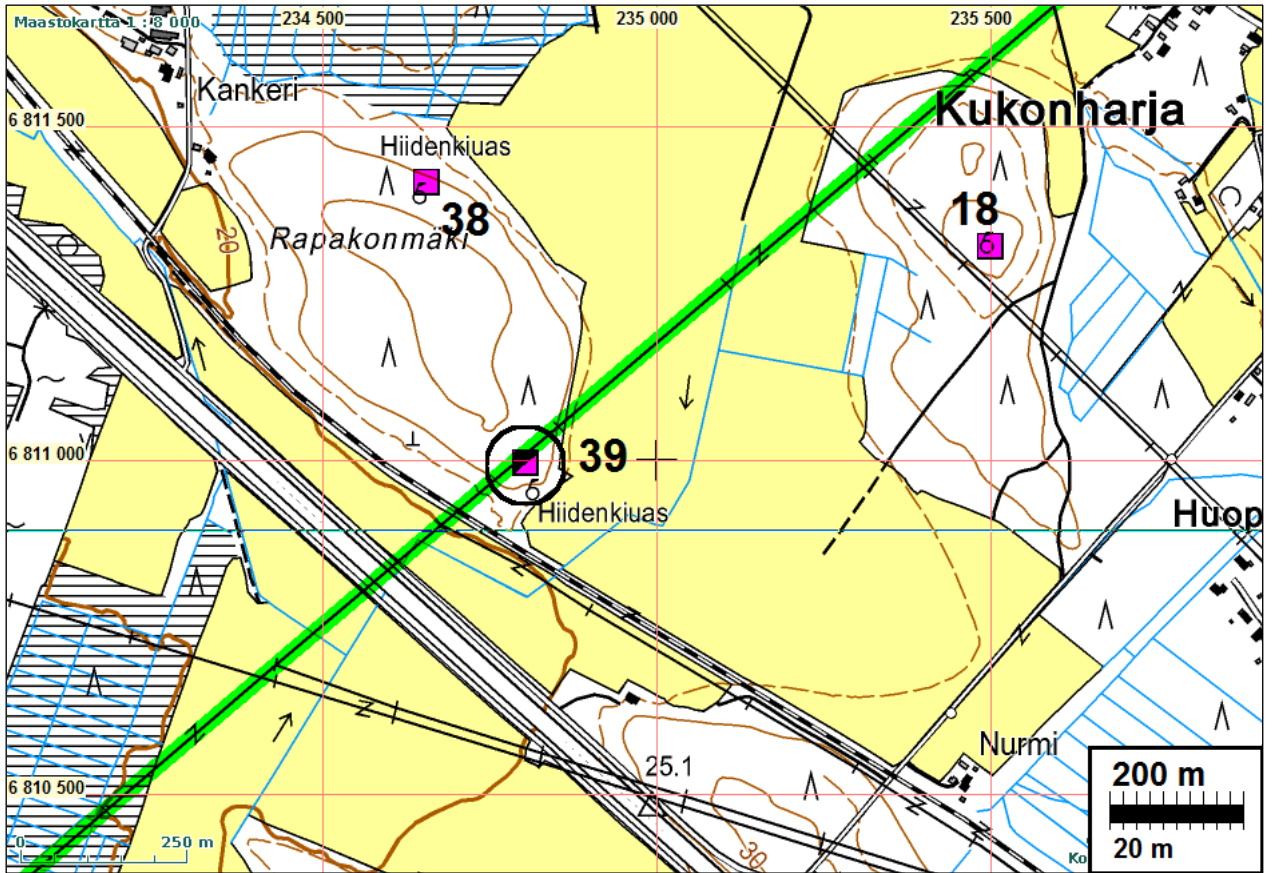 Maastokartta 1 : 8 000
234 500
235 000
235 500
Kankeri
Kukonharja
6 811 500
Hiidenkiuas
38
18
Rapakonmäki
20
6 811 000
39
Hiidenkiuas
Huop
25.1
Nurmi
200 m
6 810 500
0
250 m
30
Ko
20 m